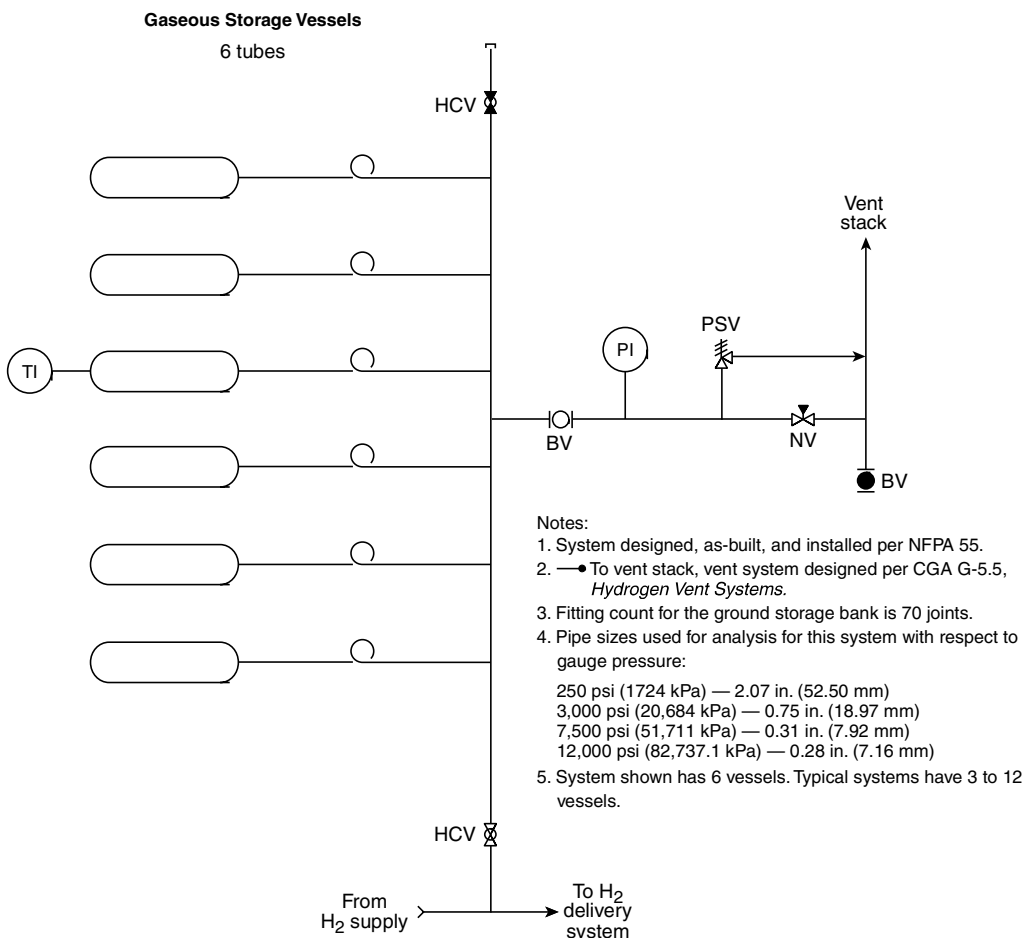 Gaseous Storage Vessels
6 tubes
HCV
Vent
stack
PSV
PI
TI
BV
NV
BV
Notes:
1. System designed, as-built, and installed per NFPA 55.
2. To vent stack, vent system designed per CGA G-5.5,
Hydrogen Vent Systems.
3. Fitting count for the ground storage bank is 70 joints.
4. Pipe sizes used for analysis for this system with respect to
gauge pressure:
250 psi (1724 kPa) — 2.07 in. (52.50 mm)
3,000 psi (20,684 kPa) — 0.75 in. (18.97 mm)
7,500 psi (51,711 kPa) — 0.31 in. (7.92 mm)
12,000 psi (82,737.1 kPa) — 0.28 in. (7.16 mm)
5. System shown has 6 vessels. Typical systems have 3 to 12
vessels.
HCV
From
H₂ supply
To H₂
delivery
system